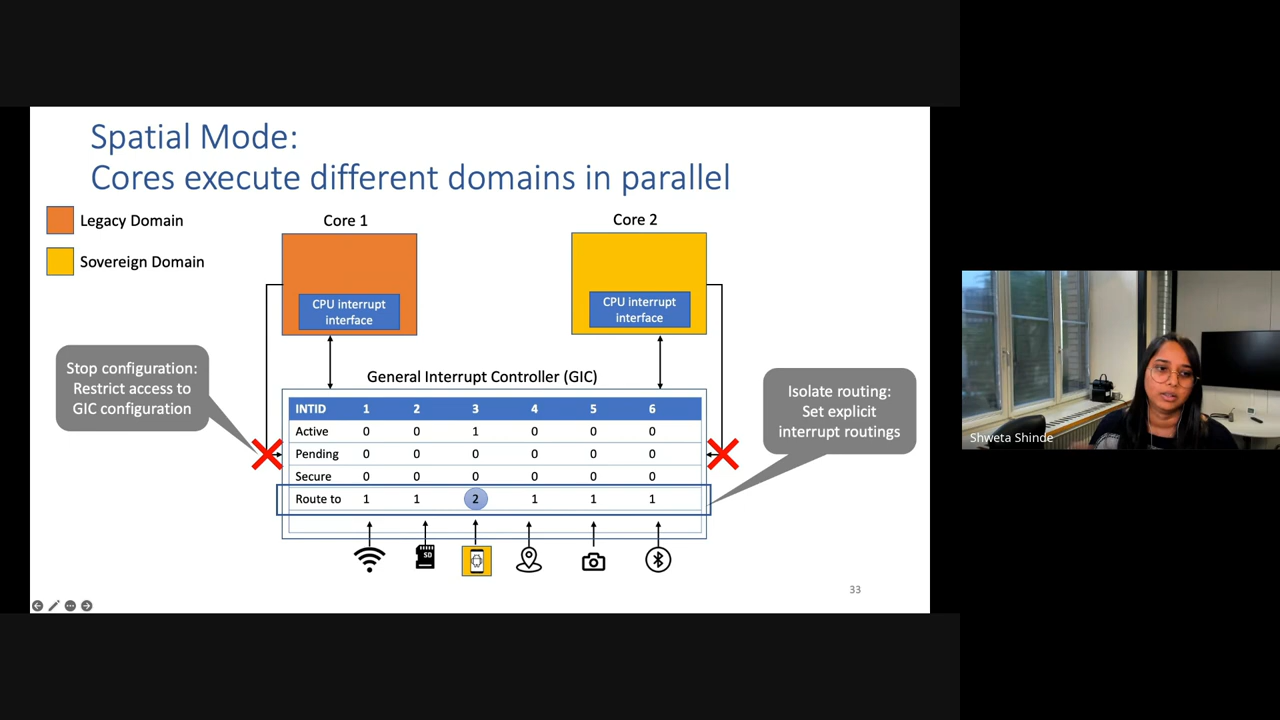 Spatial Mode:
Cores execute different domains in parallel
Legacy Domain
Sovereign Domain
Core 1
Core 2
CPU interrupt
interface
CPU interrupt
interface
Stop configuration:
Restrict access to
GIC configuration
General Interrupt Controller (GIC)
Isolate routing:
Set explicit
interrupt routings
INTID 1 2 3 4 5 6
Active 0 0 1 0 0 0
Pending 0 0 0 0 0 0
Secure 0 0 0 0 0 0
Route to 1 1 2 1 1 1
SD
33
Shweta Shinde